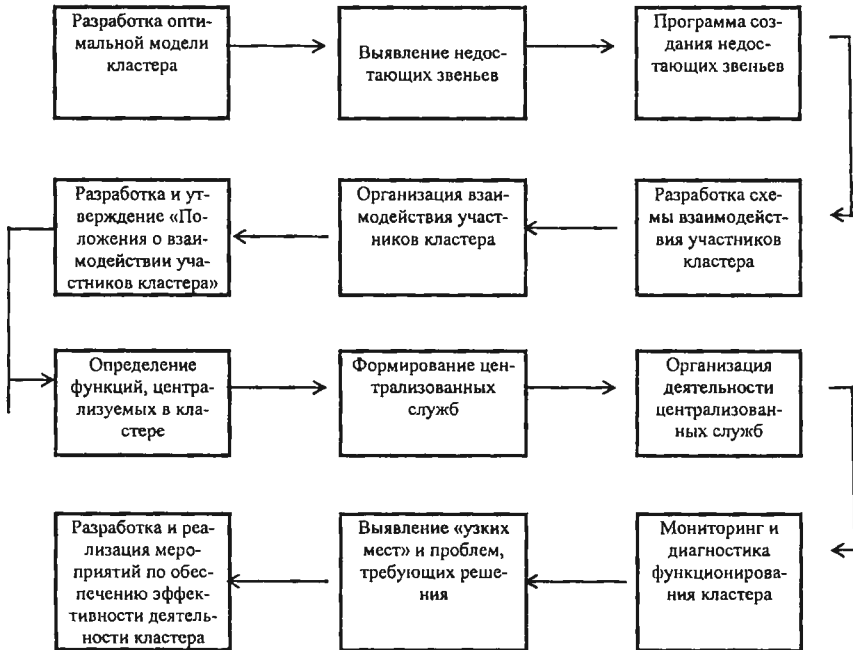 Разработка опти-
мальной модели
кластера
Выявление недос-
тающих звеньев
Программа соз-
дания недос-
тающих звеньев
Разработка и ут-
верждение «По-
ложения о взаи-
модействии уча-
стников кластера»
Организация взаи-
модействия участ-
ников кластера
Разработка схе-
мы взаимодейст-
вия участников
кластера
Определение
функций, центра-
лизуемых в кла-
стере
Формирование цен-
трализованных
служб
Организация
деятельности
централизован-
ных служб
Разработка и реа-
лизация меро-
приятий по обес-
печению эффек-
тивности деятель-
ности кластера
Выявление «узких
мест» и проблем,
требующих реше-
ния
Мониторинг и
диагностика
функционирова-
ния кластера